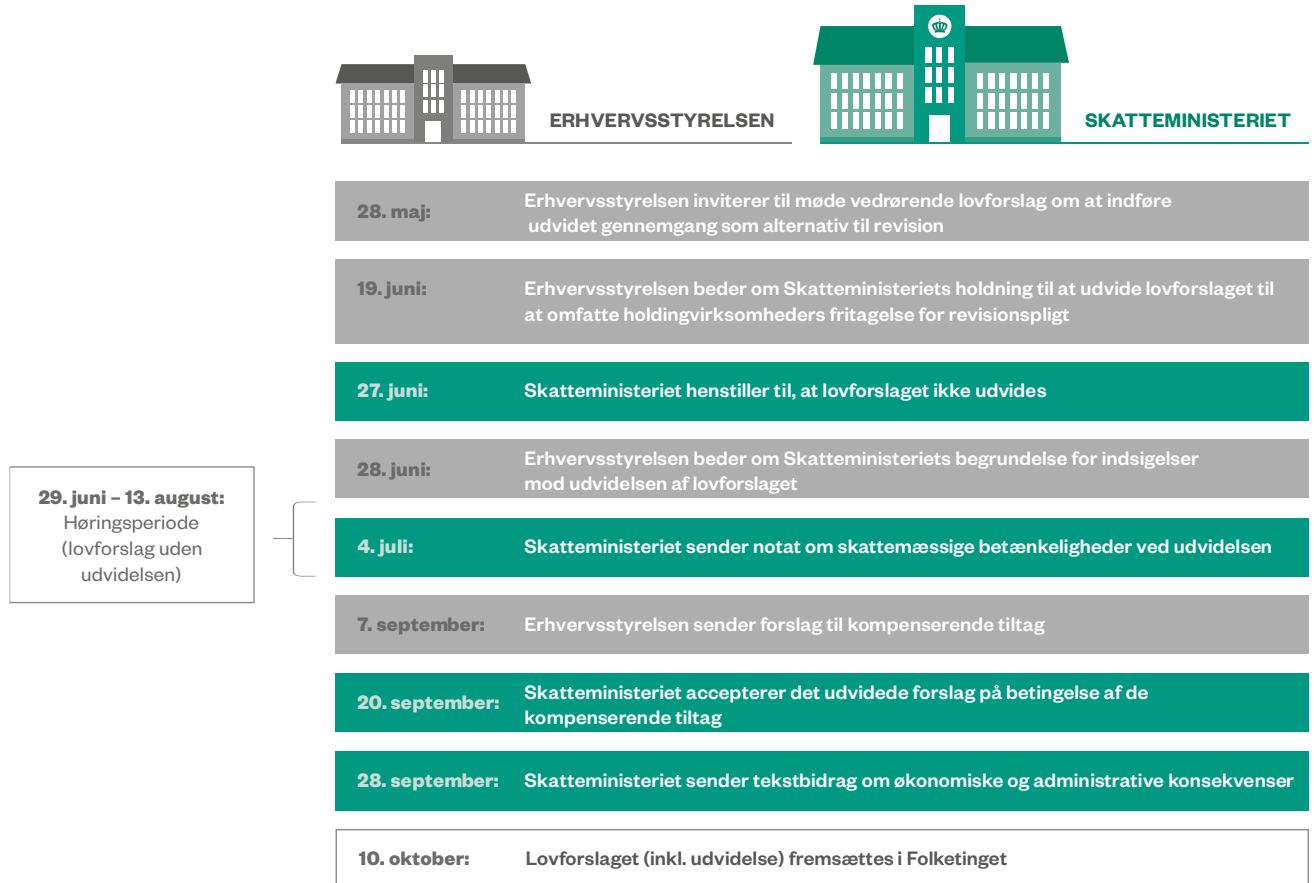 ERHVERVSSTYRELSEN
SKATTEMINISTERIET
28. maj:
Erhvervsstyrelsen inviterer til møde vedrørende lovforslag om at indføre
udvidet gennemgang som alternativ til revision
19. juni:
Erhvervsstyrelsen beder om Skatteministeriets holdning til at udvide lovforslaget til
at omfatte holdingvirksomheders fritagelse for revisionspligt
27. juni:
Skatteministeriet henstiller til, at lovforslaget ikke udvides
28. juni:
Erhvervsstyrelsen beder om Skatteministeriets begrundelse for indsigelser
mod udvidelsen af lovforslaget
29. juni – 13. august:
Høringsperiode
(lovforslag uden
udvidelsen)
4. juli:
Skatteministeriet sender notat om skattemæssige betænkeligheder ved udvidelsen
7. september:
Erhvervsstyrelsen sender forslag til kompenserende tiltag
20. september:
Skatteministeriet accepterer det udvidede forslag på betingelse af de
kompenserende tiltag
28. september:
Skatteministeriet sender tekstbidrag om økonomiske og administrative konsekvenser
10. oktober:
Lovforslaget (inkl. udvidelse) fremsættes i Folketinget